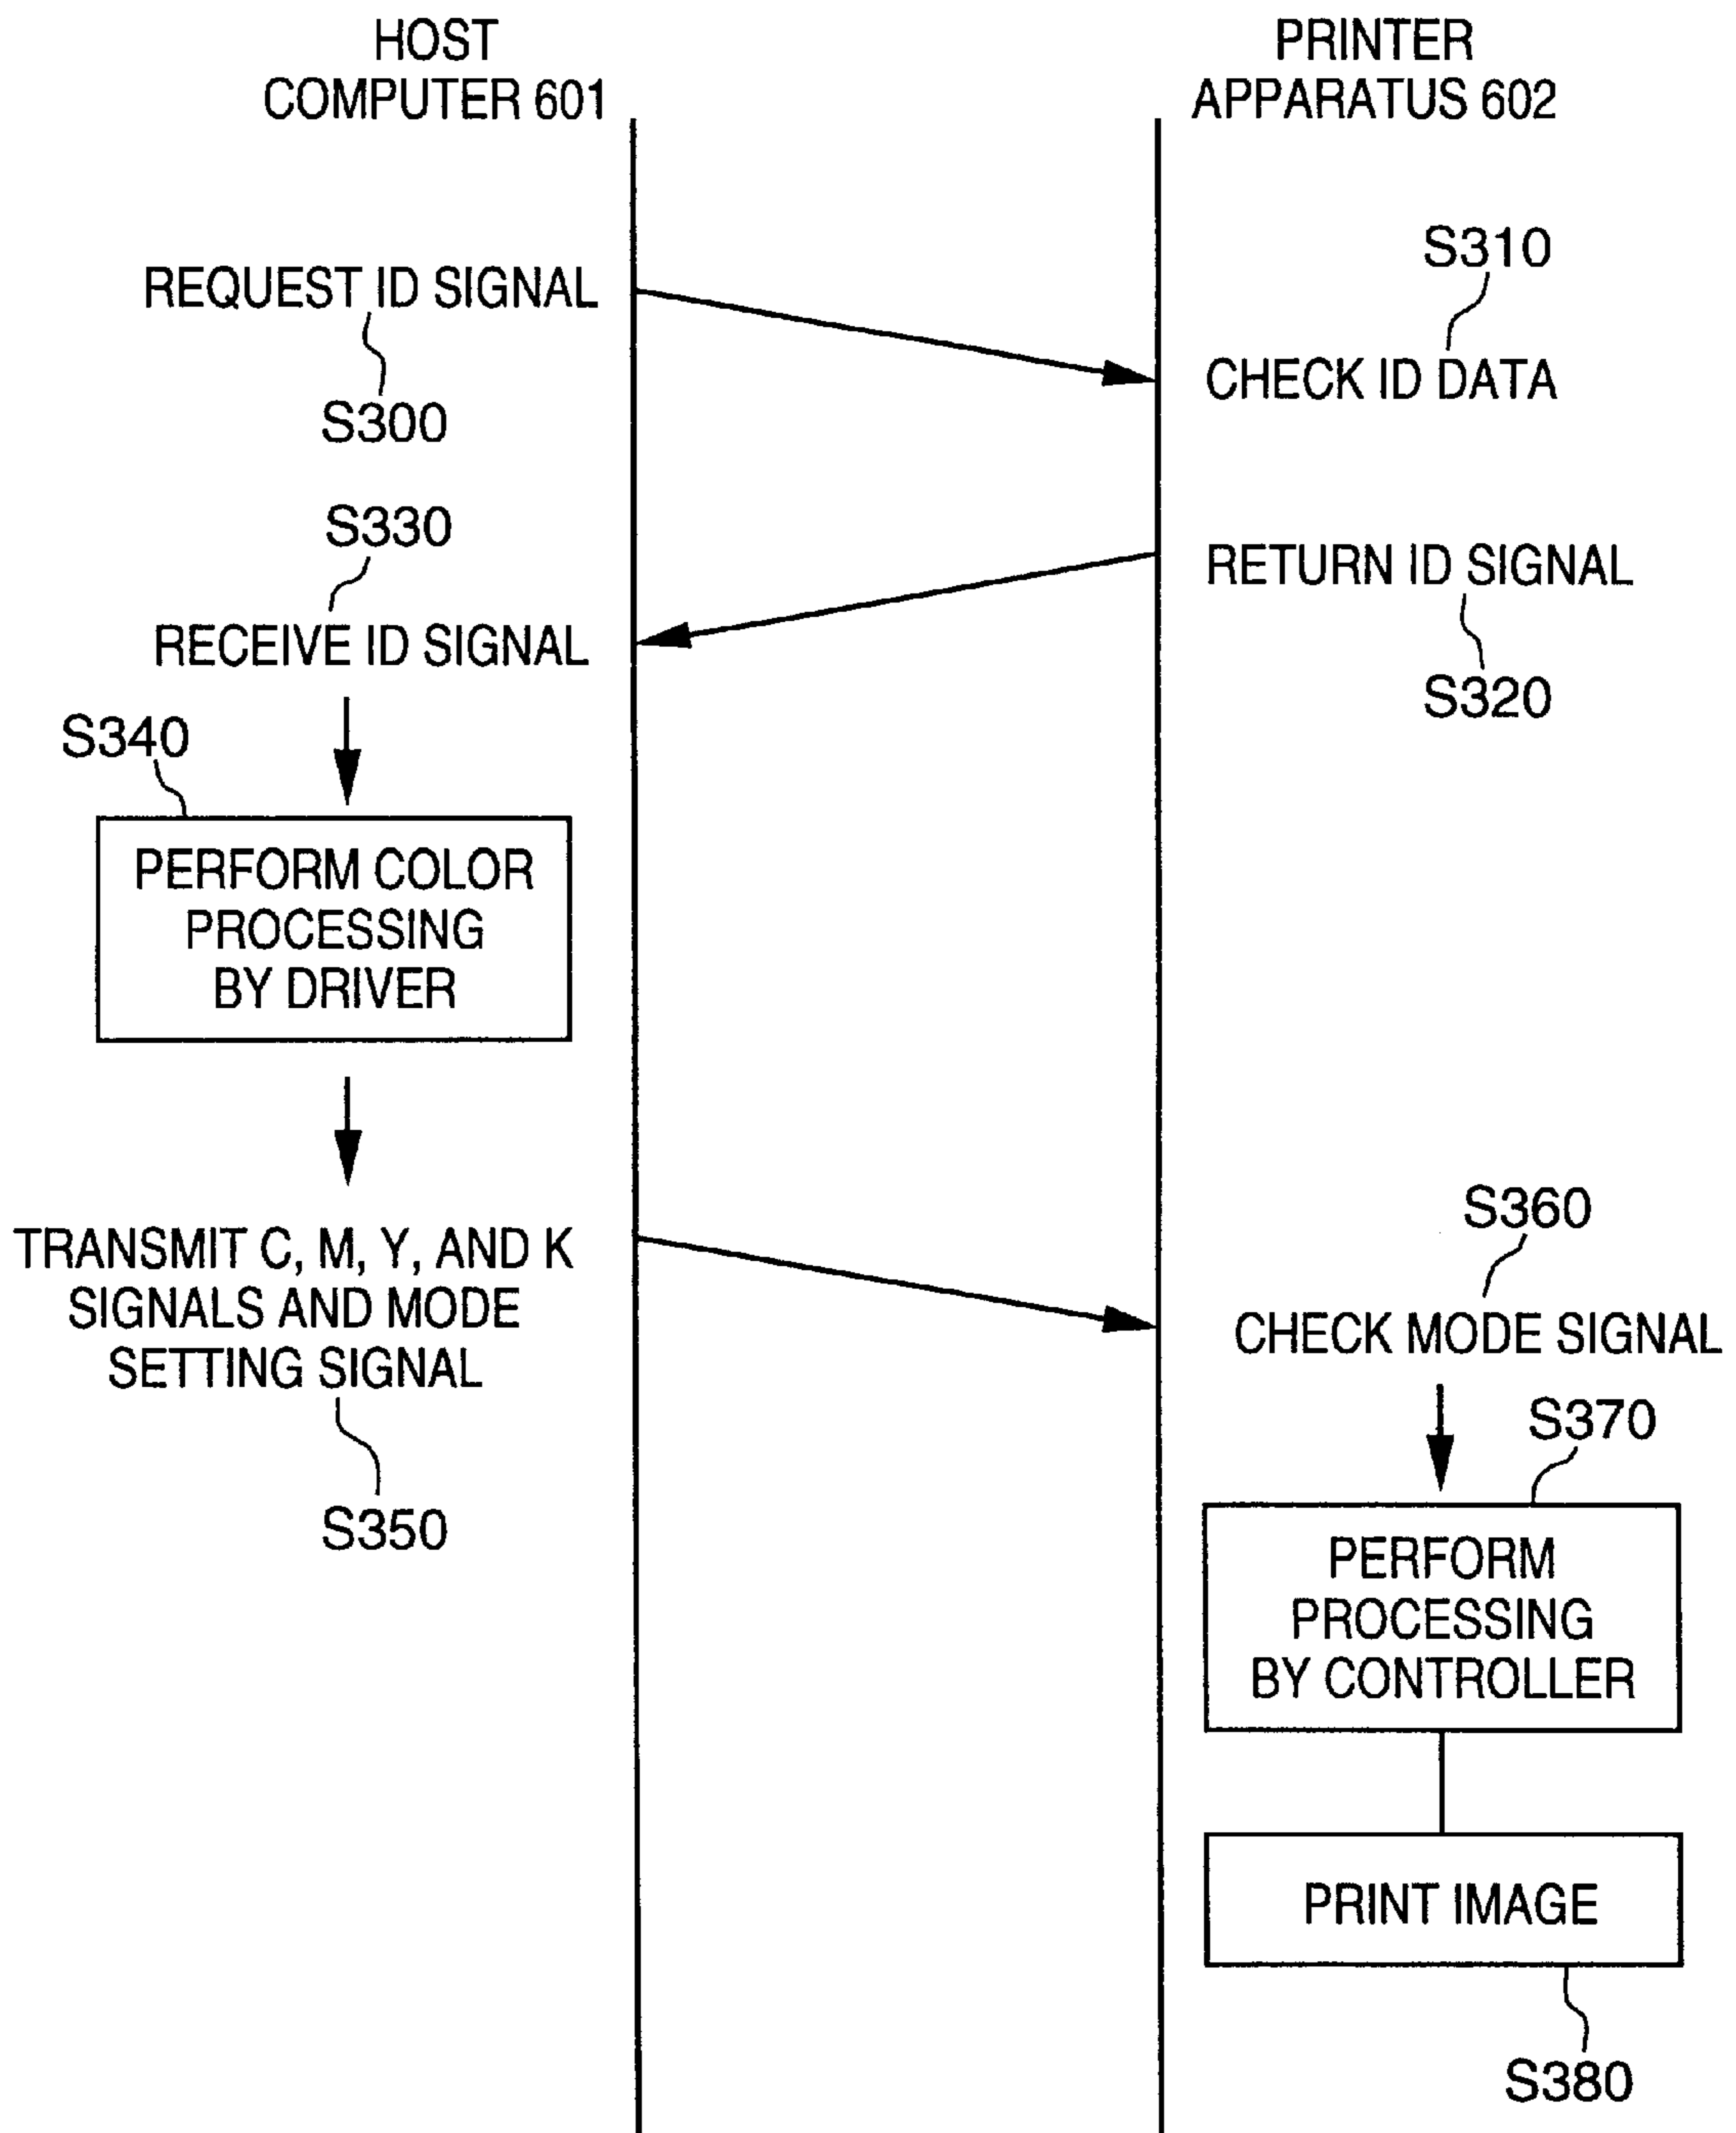 HOST
COMPUTER 601
PRINTER
APPARATUS 602
REQUEST ID SIGNAL
S300
S310
CHECK ID DATA
RETURN ID SIGNAL
S320
S330
RECEIVE ID SIGNAL
S340
PERFORM COLOR
PROCESSING
BY DRIVER
TRANSMIT C, M, Y, AND K
SIGNALS AND MODE
SETTING SIGNAL
S350
S360
CHECK MODE SIGNAL
S370
PERFORM
PROCESSING
BY CONTROLLER
PRINT IMAGE
S380